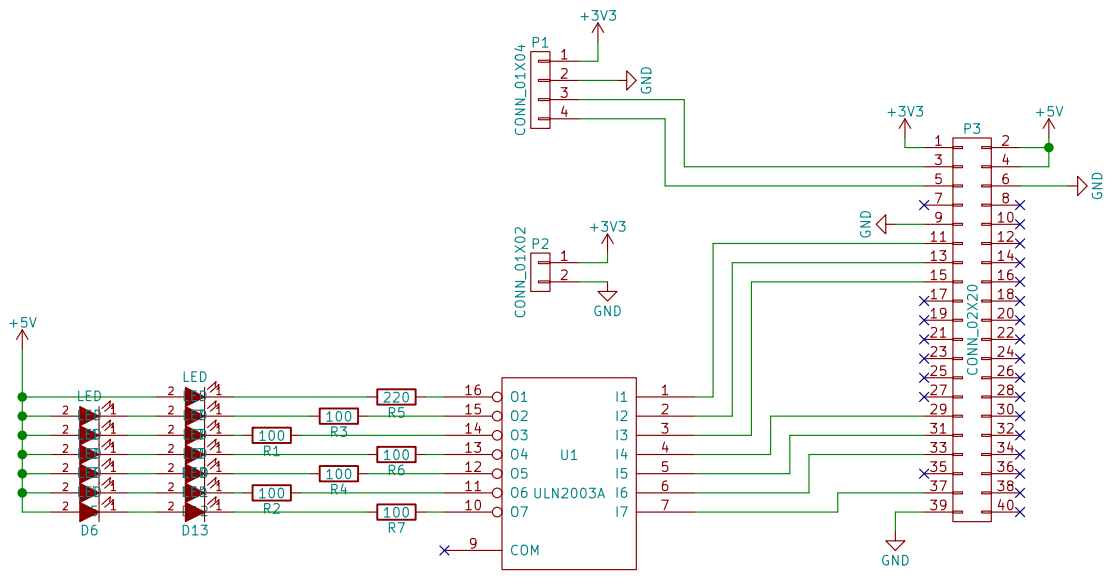 +3V3
P1
CONN_01X04
1
2
3
4
GND
+3V3
P3
+5V
1 2
3 4
5 6
7 8
9 10
11 12
13 14
15 16
17 18
19 20
21 22
23 24
25 26
27 28
29 30
31 32
33 34
35 36
37 38
39 40
CONN_02X20
GND
GND
GND
+3V3
P2
CONN_01X02
1
2
GND
+5V
LED
LED
2 1 220 16 O1 I1 1
R5
2 1 2 1 100 15 O2 I2 2
R3
2 1 2 1 100 14 O3 I3 3
R1
2 1 2 1 100 13 O4 I4 4
R6
U1
2 1 2 1 100 12 O5 I5 5
R4
2 1 2 1 100 11 O6 ULN2003A I6 6
R2
2 1 2 1 100 10 O7 I7 7
D6 D13 R7
9 COM